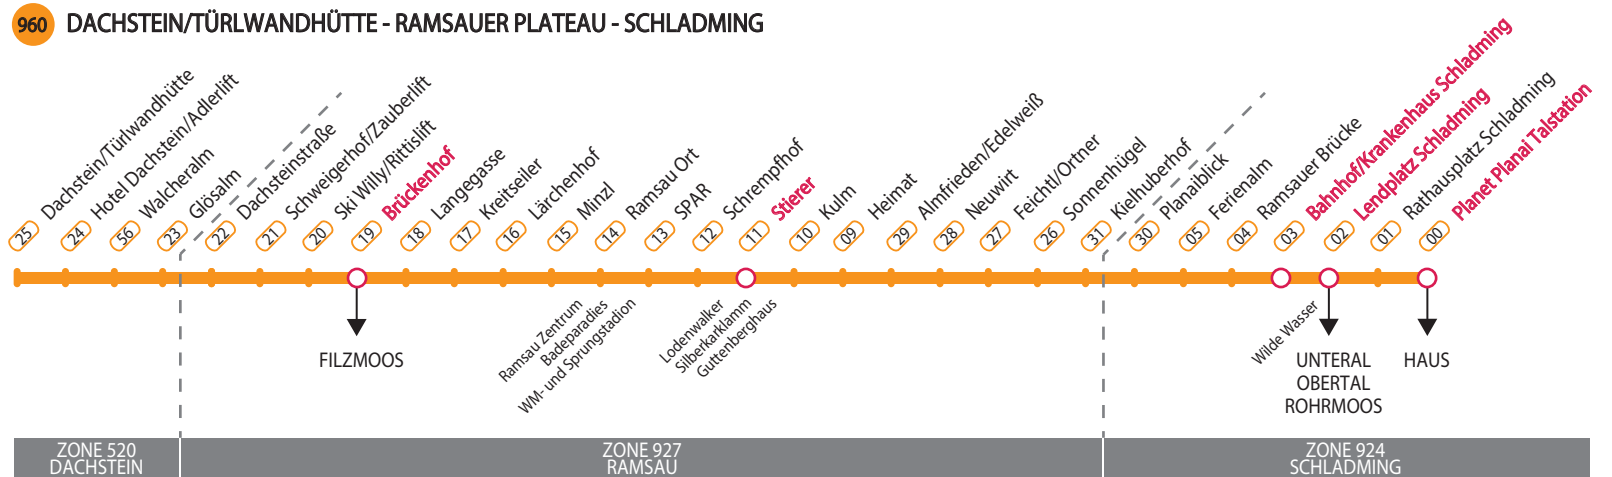 960 DACHSTEIN/TÜRLWANDHÜTTE - RAMSAUER PLATEAU - SCHLADMING
25 Dachstein/Türlwandhütte
24 Hotel Dachstein/Adlerlift
56 Walcheralm
23 Glösalm
22 Dachsteinstraße
21 Schweigerhof/Zauberlift
20 Ski Willy/Rittislift
19 Brückenhof
18 Langegasse
17 Kreitseiler
16 Lärchenhof
15 Minzl
14 Ramsau Ort
13 SPAR
12 Schrempfhof
11 Stierer
10 Kulm
09 Heimat
29 Almfrieden/Edelweiß
28 Neuwirt
27 Feichtl/Ortner
26 Sonnenhügel
31 Kielhuberhof
30 Planaiblick
05 Ferienalm
04 Ramsauer Brücke
03 Bahnhof/Krankenhaus Schladming
02 Lendplatz Schladming
01 Rathausplatz Schladming
00 Planet Planai Talstation
FILZMOOS
Ramsau Zentrum
Badeparadies
WM- und Sprungstadion
Lodenwalker
Silberkarklamm
Guttenberghaus
Wilde Wasser
UNTERAL
OBERTAL
ROHRMOOS
HAUS
ZONE 520
DACHSTEIN
ZONE 927
RAMSAU
ZONE 924
SCHLADMING